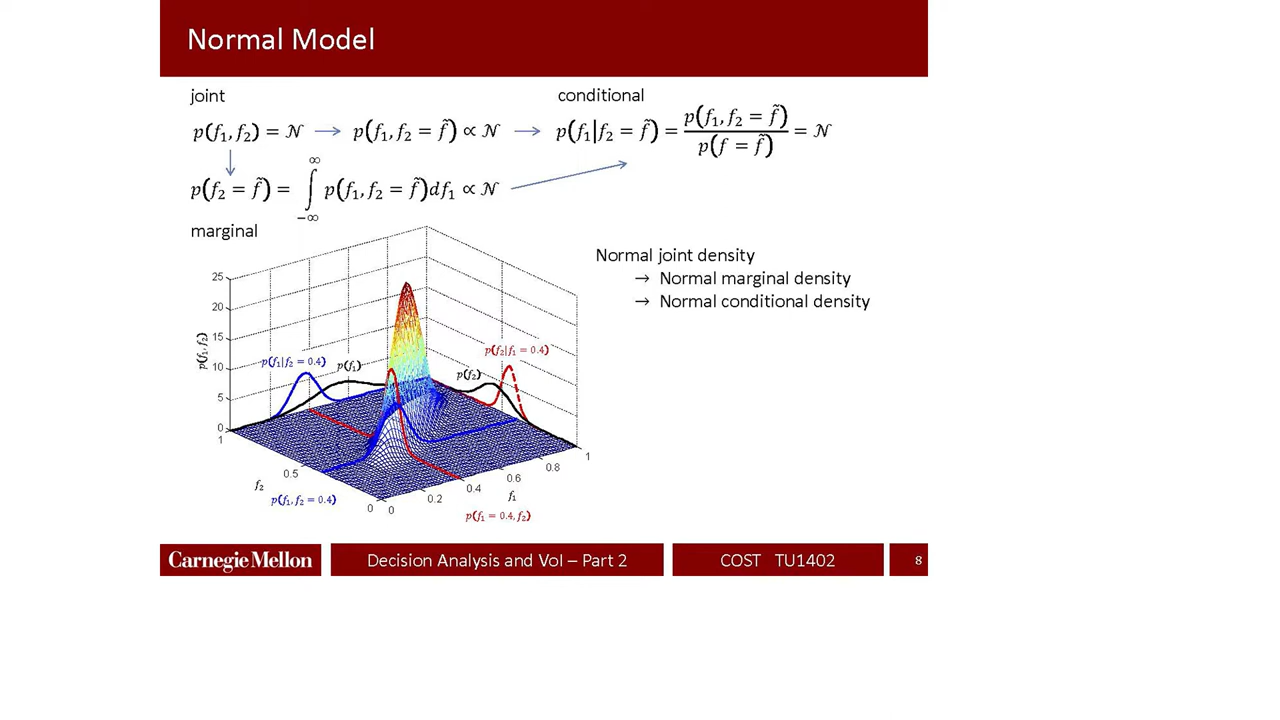 Normal Model
joint
conditional
p(f₁, f₂) = 𝒩 → p(f₁, f₂ = f̃) ∝ 𝒩 → p(f₁|f₂ = f̃) = p(f₁, f₂ = f̃) / p(f = f̃) = 𝒩
p(f₂ = f̃) = ∫_{−∞}^{∞} p(f₁, f₂ = f̃)df₁ ∝ 𝒩
marginal
Normal joint density
→ Normal marginal density
→ Normal conditional density
p(f₁, f₂)
25
20
15
10
5
0
p(f₁|f₂ = 0.4)
p(f₁)
p(f₂)
p(f₂|f₁ = 0.4)
1
0.5
0
f₂
p(f₁, f₂ = 0.4)
0
0.2
0.4
0.6
0.8
1
f₁
p(f₁ = 0.4, f₂)
Carnegie Mellon
Decision Analysis and VoI – Part 2
COST TU1402
8